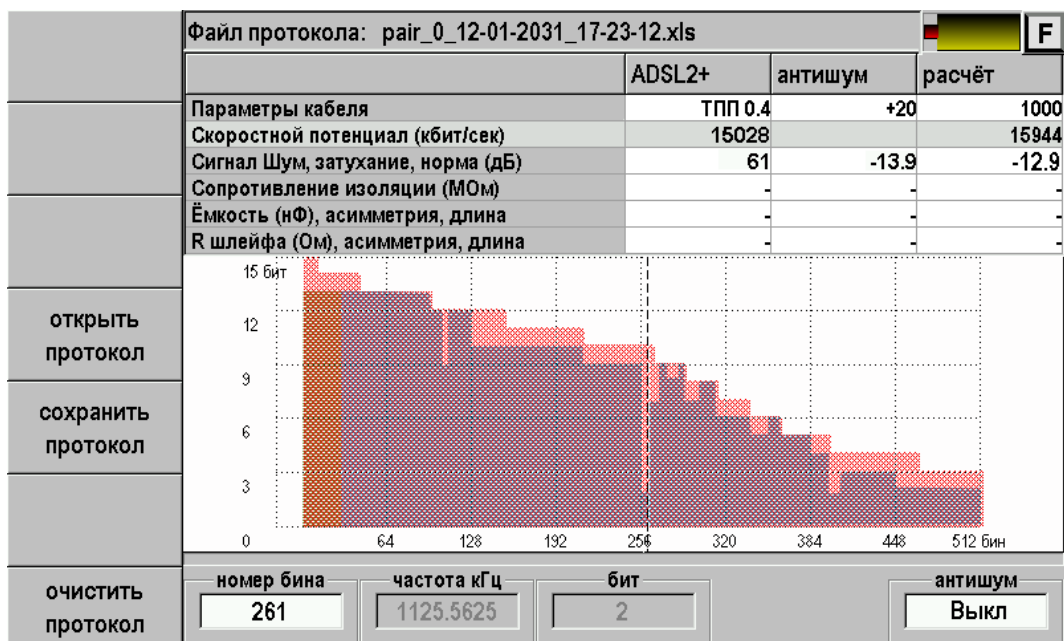 Файл протокола: pair_0_12-01-2031_17-23-12.xls
F
ADSL2+ антишум расчёт
Параметры кабеля ТПП 0.4 +20 1000
Скоростной потенциал (кбит/сек) 15028 15944
Сигнал Шум, затухание, норма (дБ) 61 -13.9 -12.9
Сопротивление изоляции (МОм) - - -
Ёмкость (нФ), асимметрия, длина - - -
R шлейфа (Ом), асимметрия, длина - - -
15 бит
12
9
6
3
0 64 128 192 256 320 384 448 512 бин
открыть
протокол
сохранить
протокол
очистить
протокол
номер бина частота кГц бит антишум
261 1125.5625 2 Выкл